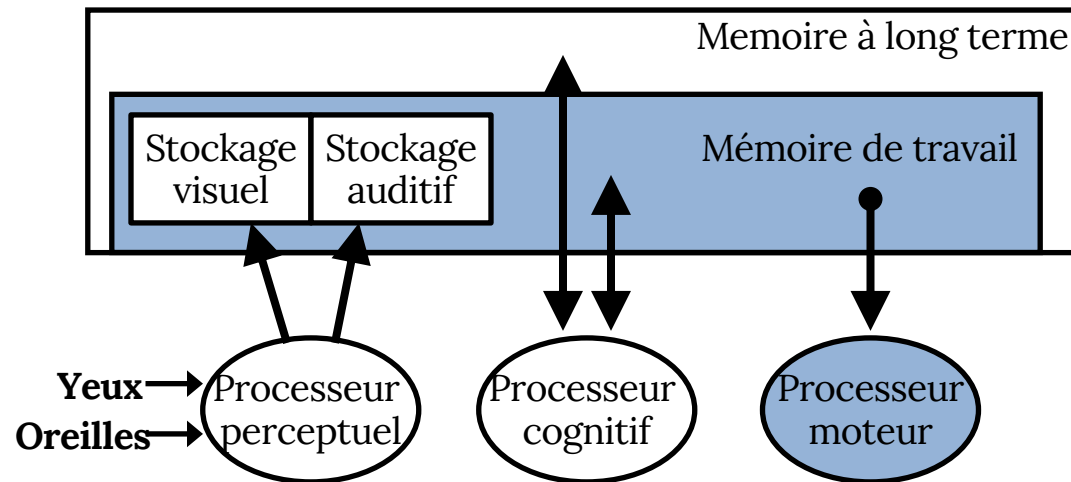 Memoire à long terme
Stockage
visuel
Stockage
auditif
Mémoire de travail
Yeux
Oreilles
Processeur
perceptuel
Processeur
cognitif
Processeur
moteur